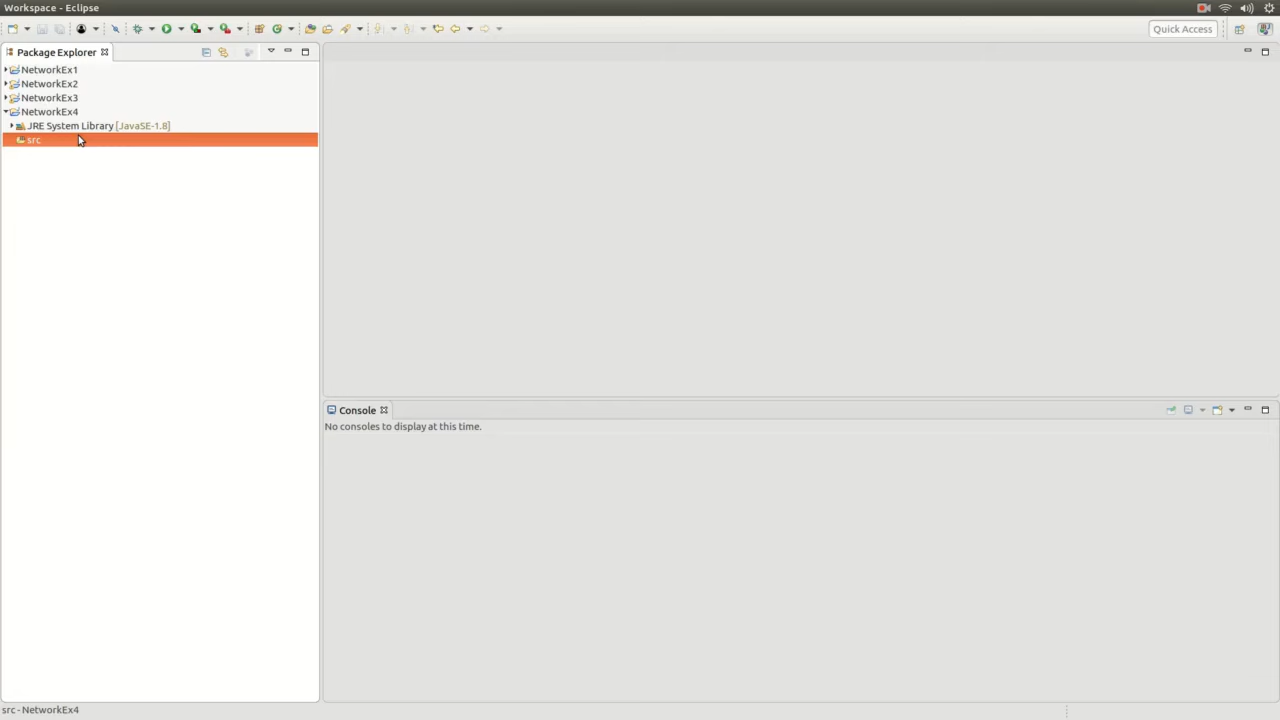 Workspace - Eclipse
Quick Access
Package Explorer
NetworkEx1
NetworkEx2
NetworkEx3
NetworkEx4
JRE System Library [JavaSE-1.8]
src
Console
No consoles to display at this time.
src - NetworkEx4